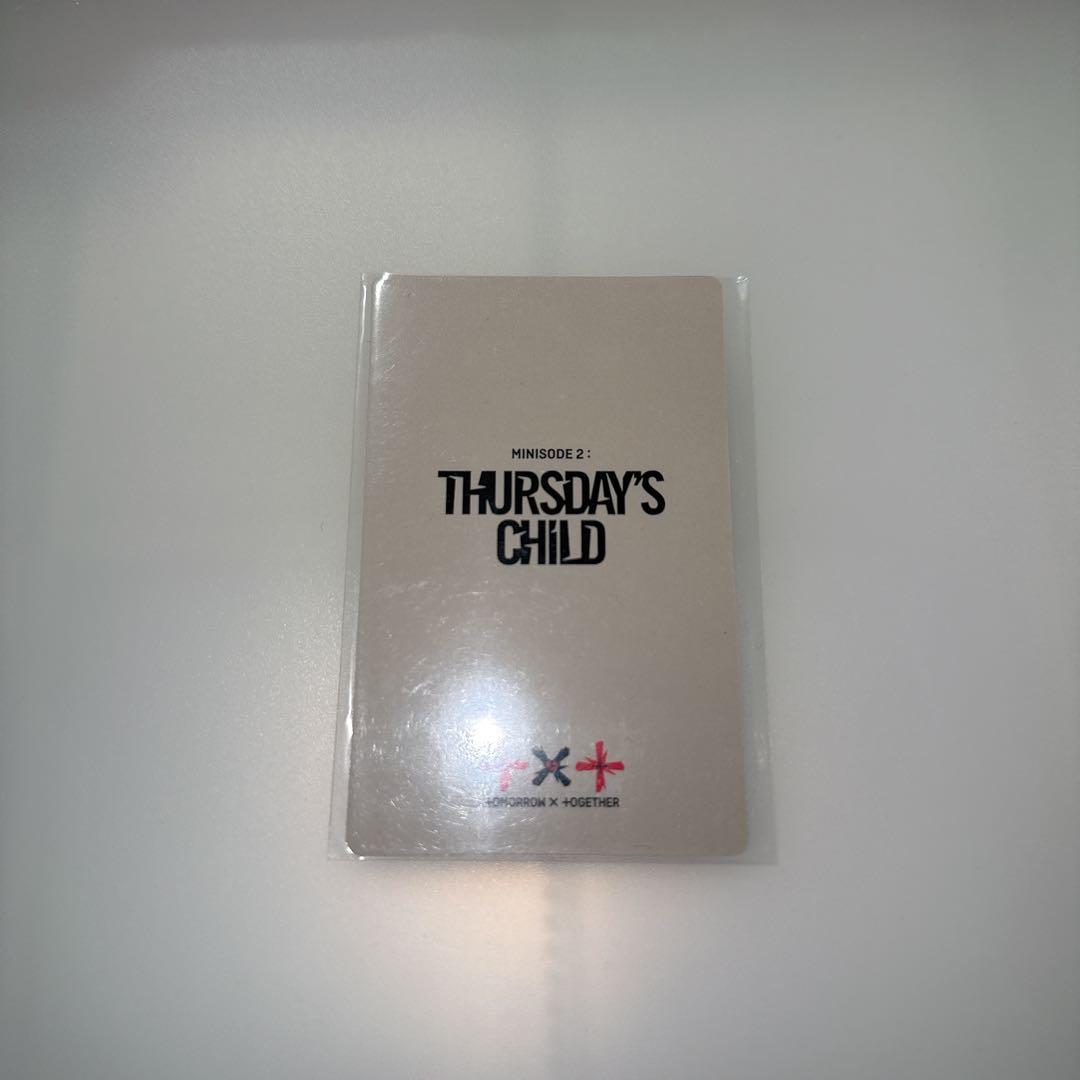 MINISODE 2:
THURSDAY'S
CHILD
TOMORROW X TOGETHER